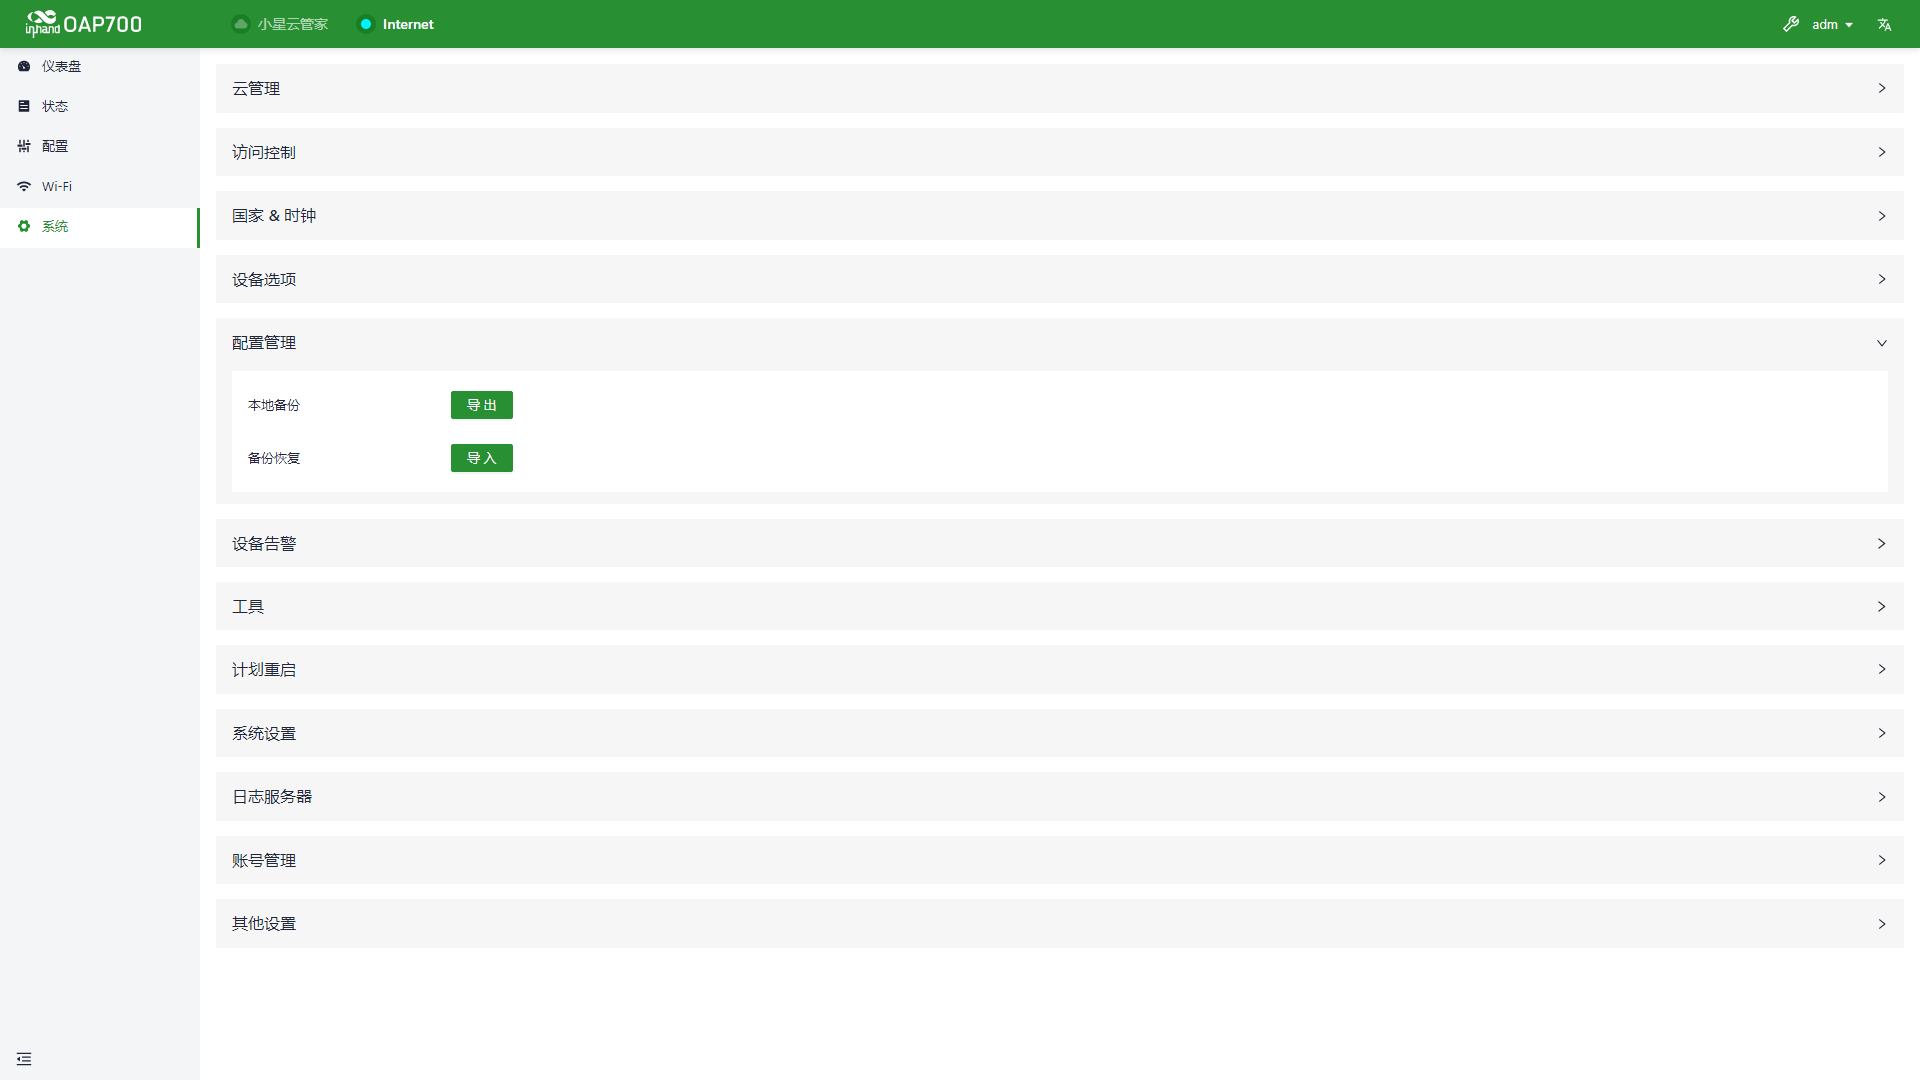 inhand OAP700
小星云管家
Internet
adm
仪表盘
状态
配置
Wi-Fi
系统
云管理
访问控制
国家 & 时钟
设备选项
配置管理
本地备份
导出
备份恢复
导入
设备告警
工具
计划重启
系统设置
日志服务器
账号管理
其他设置